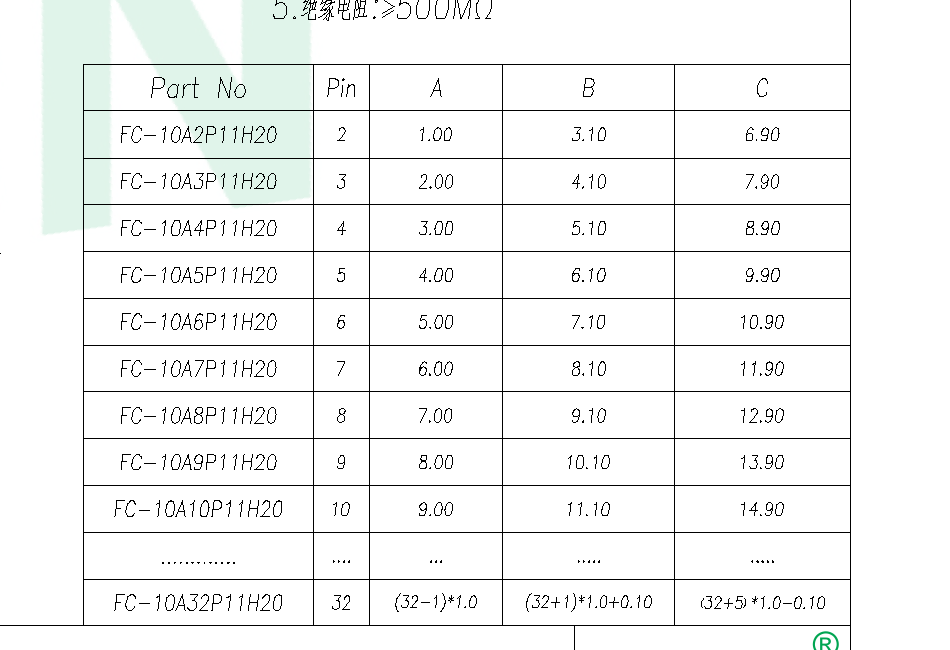 5.绝缘电阻:≥500MΩ
Part No Pin A B C
FC-10A2P11H20 2 1.00 3.10 6.90
FC-10A3P11H20 3 2.00 4.10 7.90
FC-10A4P11H20 4 3.00 5.10 8.90
FC-10A5P11H20 5 4.00 6.10 9.90
FC-10A6P11H20 6 5.00 7.10 10.90
FC-10A7P11H20 7 6.00 8.10 11.90
FC-10A8P11H20 8 7.00 9.10 12.90
FC-10A9P11H20 9 8.00 10.10 13.90
FC-10A10P11H20 10 9.00 11.10 14.90
............. .... ... ..... .....
FC-10A32P11H20 32 (32-1)*1.0 (32+1)*1.0+0.10 (32+5)*1.0-0.10
®